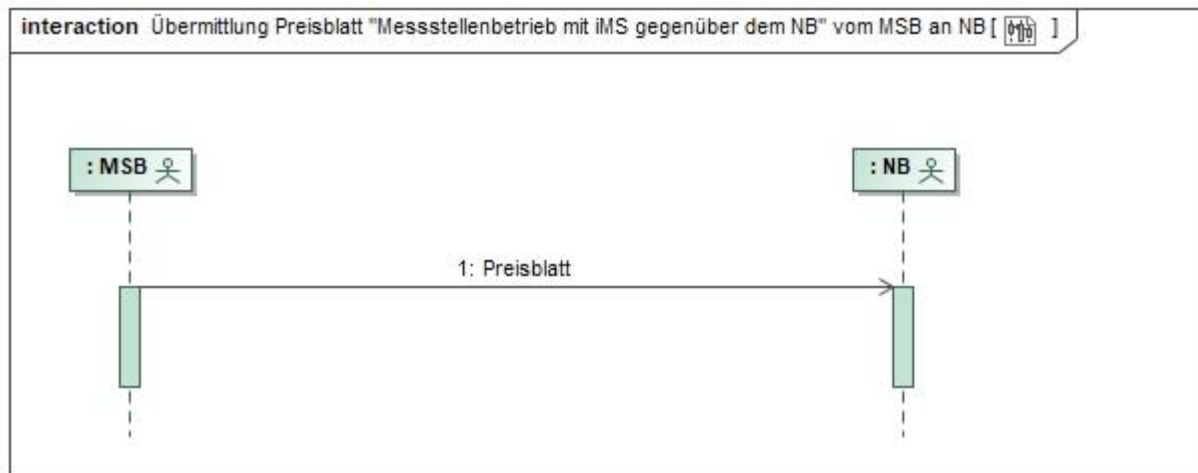 interaction Übermittlung Preisblatt "Messstellenbetrieb mit iMS gegenüber dem NB" vom MSB an NB [ ]
: MSB
: NB
1: Preisblatt